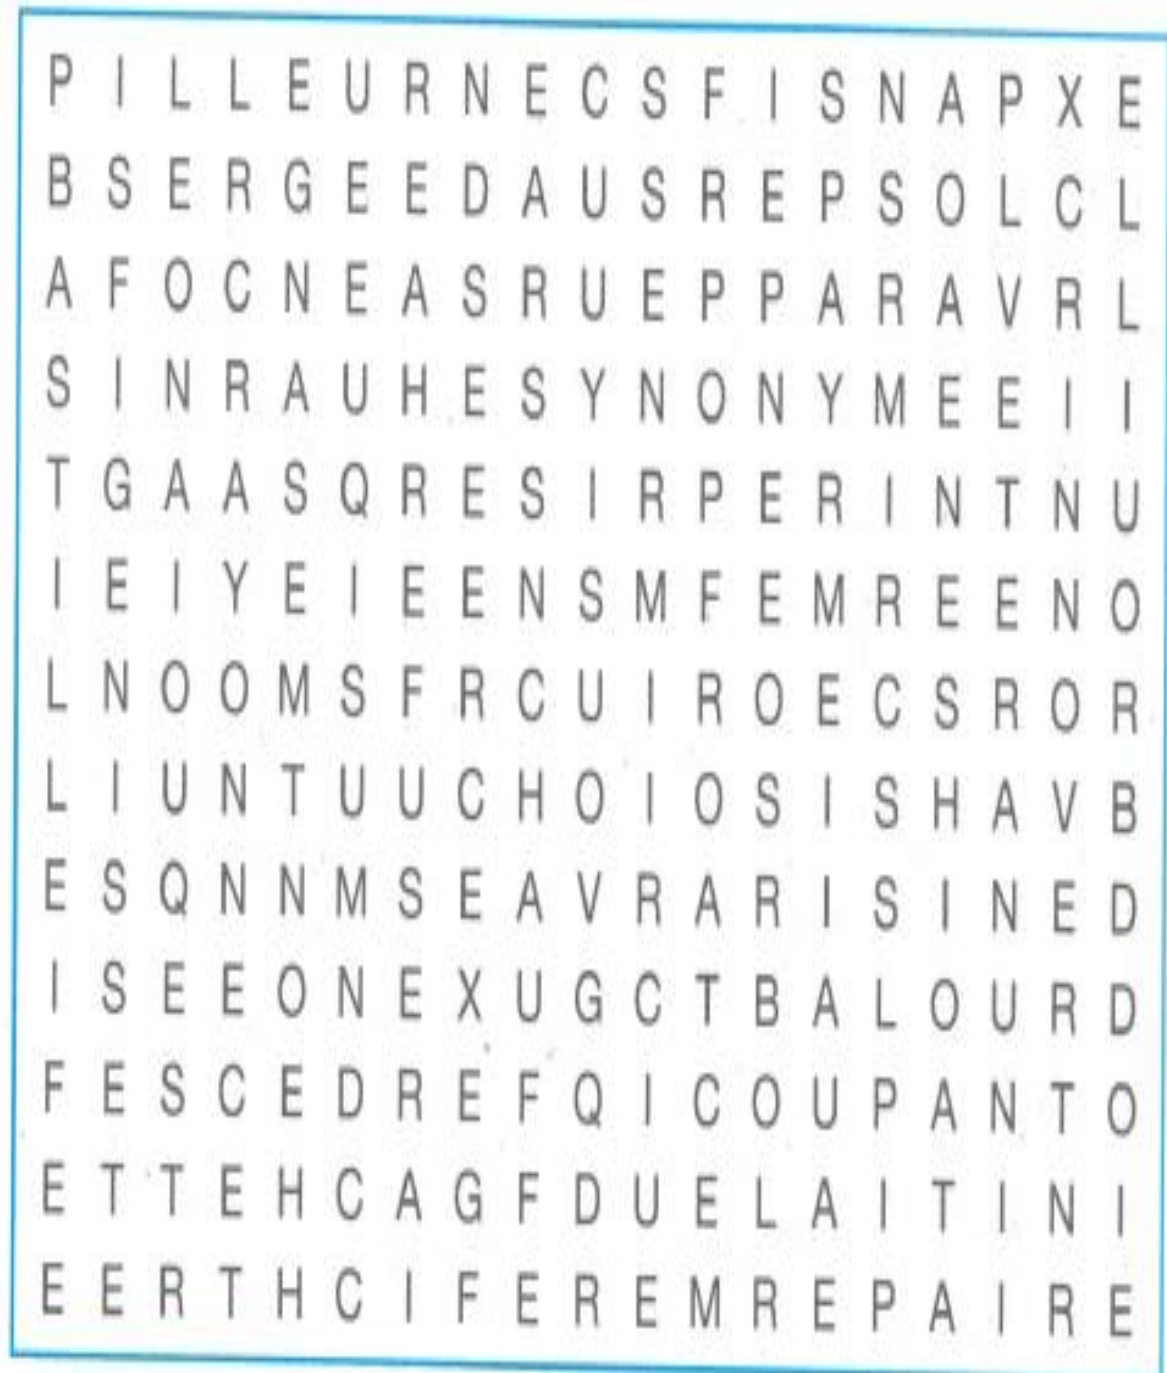 P I L L E U R N E C S F I S N A P X E
B S E R G E E D A U S R E P S O L C L
A F O C N E A S R U E P P A R A V R L
S I N R A U H E S Y N O N Y M E E I I
T G A A S Q R E S I R P E R I N T N U
I E I Y E I E E N S M F E M R E E N O
L N O O M S F R C U I R O E C S R O R
L I U N T U U C H O I O S I S H A V B
E S Q N N M S E A V R A R I S I N E D
I S E E O N E X U G C T B A L O U R D
F E S C E D R E F Q I C O U P A N T O
E T T E H C A G F D U E L A I T I N I
E E R T H C I F E R E M R E P A I R E